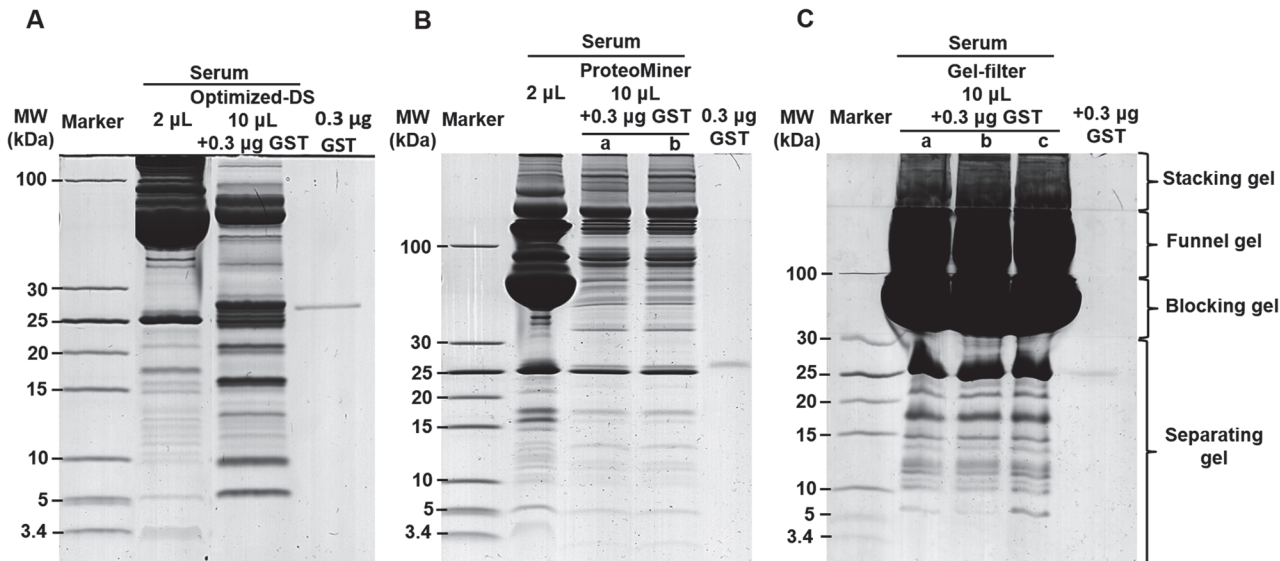 A
Serum
Optimized-DS
MW
(kDa)
Marker
2 µL
10 µL
+0.3 µg GST
0.3 µg
GST
100
30
25
20
15
10
5
3.4
B
Serum
ProteoMiner
MW
(kDa)
Marker
2 µL
10 µL
+0.3 µg GST
a b
0.3 µg
GST
100
30
25
20
15
10
5
3.4
C
Serum
Gel-filter
10 µL
MW
(kDa)
Marker
+0.3 µg GST
a b c
+0.3 µg
GST
100
30
25
20
15
10
5
3.4
Stacking gel
Funnel gel
Blocking gel
Separating
gel